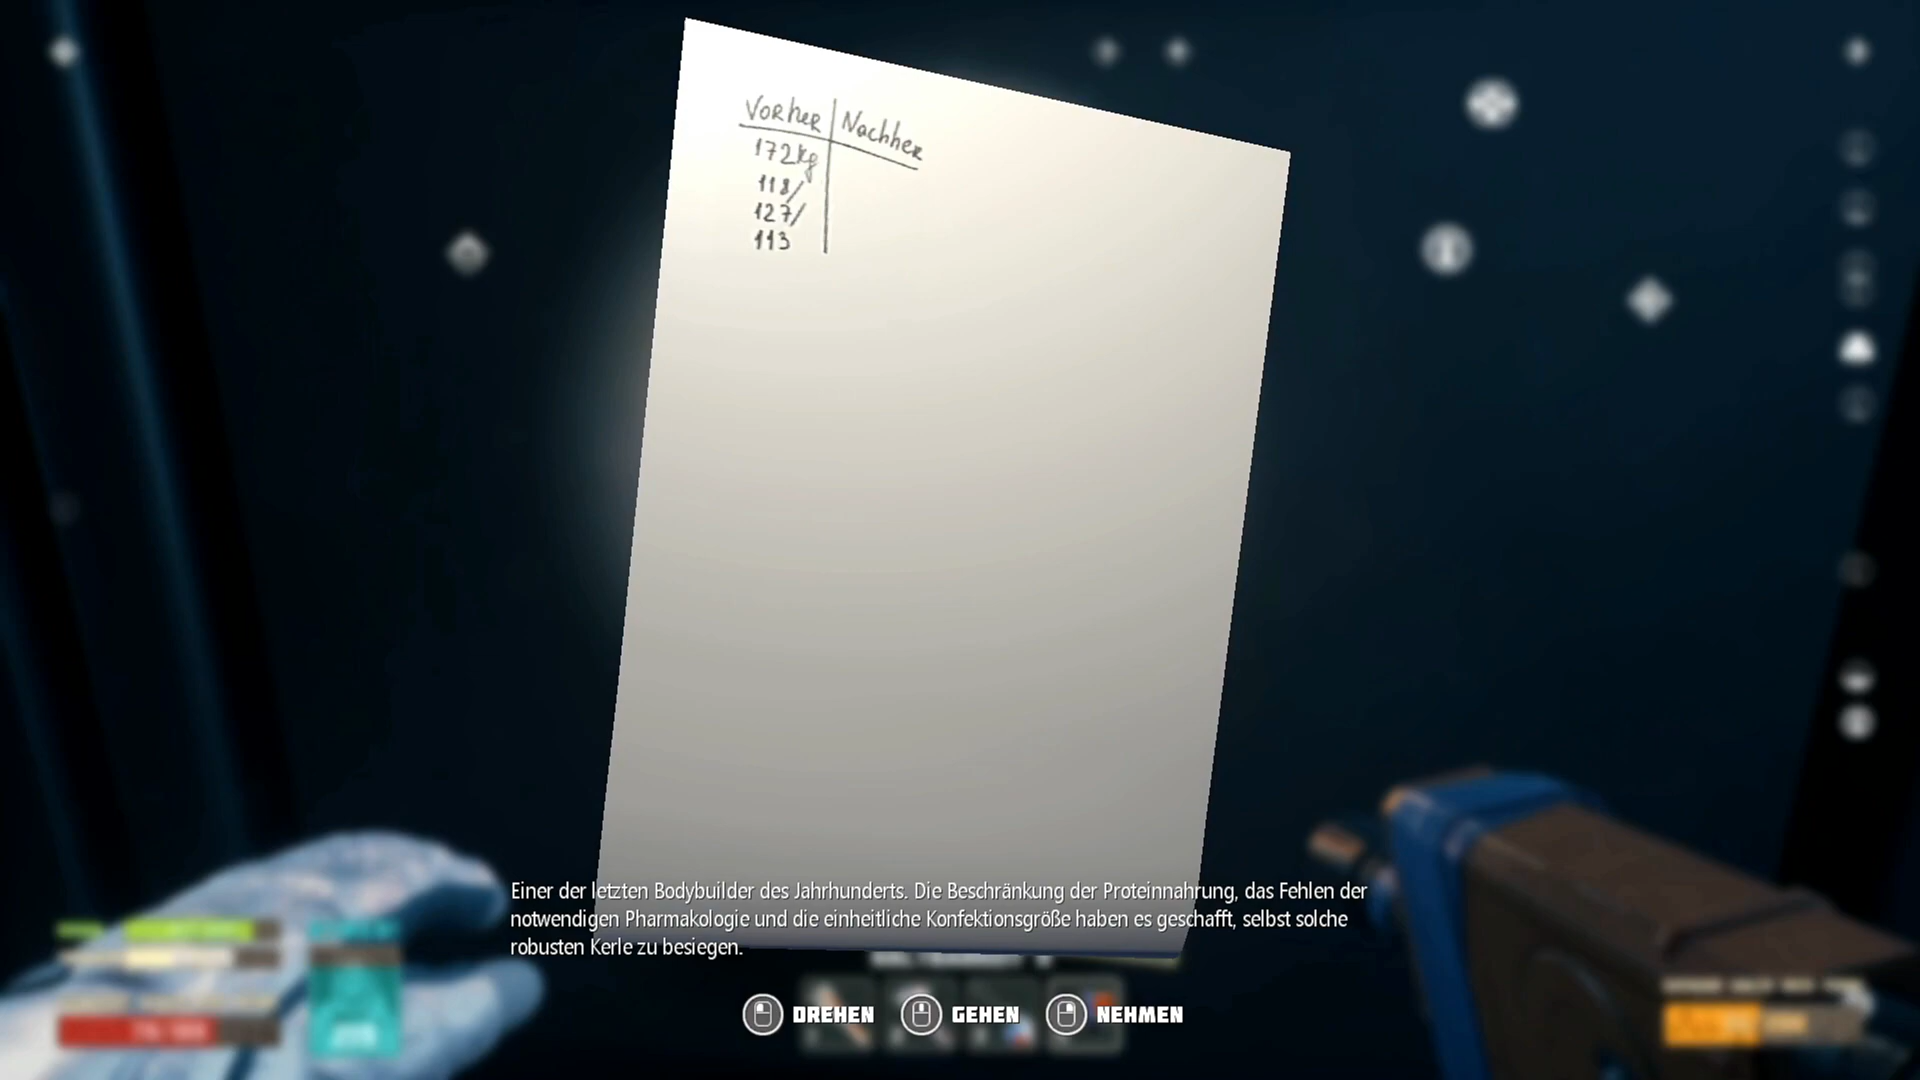 Vorher Nachher
172kg
118/
127/
113
Einer der letzten Bodybuilder des Jahrhunderts. Die Beschränkung der Proteinnahrung, das Fehlen der
notwendigen Pharmakologie und die einheitliche Konfektionsgröße haben es geschafft, selbst solche
robusten Kerle zu besiegen.
DREHEN GEHEN NEHMEN